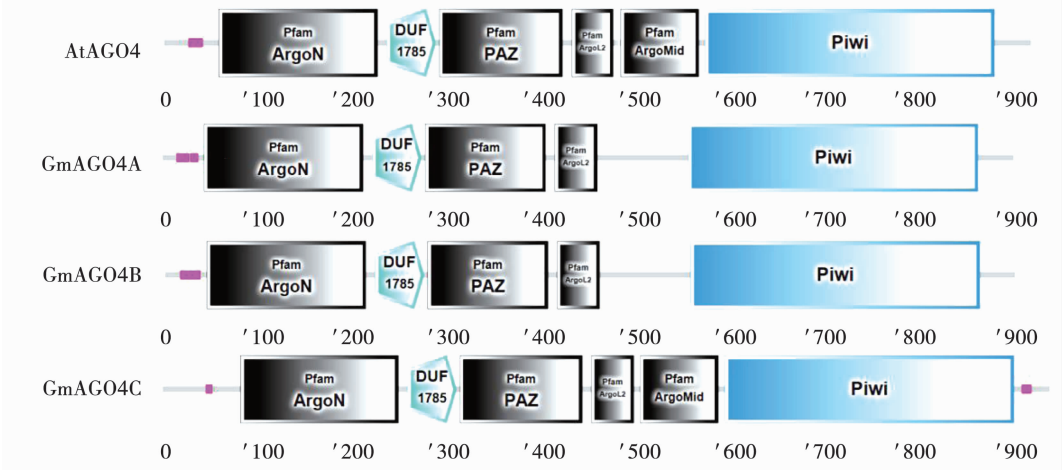 AtAGO4 Pfam ArgoN DUF 1785 Pfam PAZ Pfam ArgoL2 Pfam ArgoMid Piwi
0 ′100 ′200 ′300 ′400 ′500 ′600 ′700 ′800 ′900
GmAGO4A Pfam ArgoN DUF 1785 Pfam PAZ Pfam ArgoL2 Piwi
0 ′100 ′200 ′300 ′400 ′500 ′600 ′700 ′800 ′900
GmAGO4B Pfam ArgoN DUF 1785 Pfam PAZ Pfam ArgoL2 Piwi
0 ′100 ′200 ′300 ′400 ′500 ′600 ′700 ′800 ′900
GmAGO4C Pfam ArgoN DUF 1785 Pfam PAZ Pfam ArgoL2 Pfam ArgoMid Piwi
0 ′100 ′200 ′300 ′400 ′500 ′600 ′700 ′800 ′900